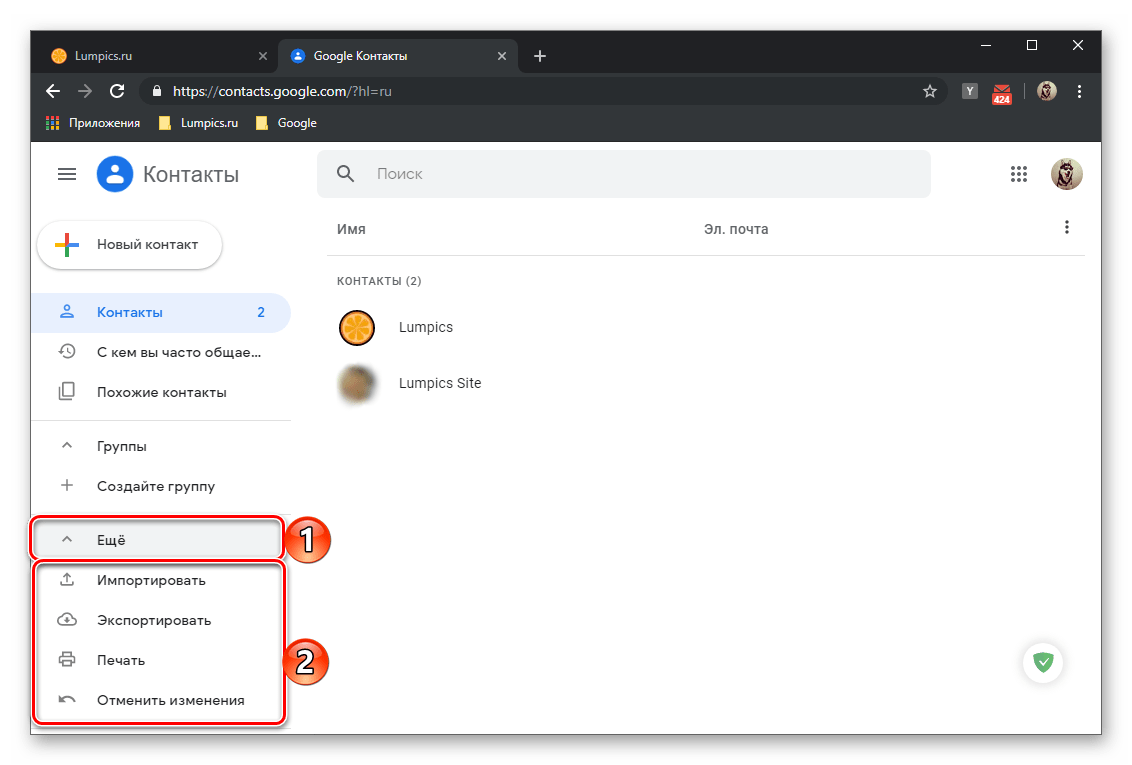 Lumpics.ru
Google Контакты
https://contacts.google.com/?hl=ru
Y
424
Приложения
Lumpics.ru
Google
Контакты
Поиск
Новый контакт
Имя
Эл. почта
КОНТАКТЫ (2)
Контакты 2
Lumpics
С кем вы часто общае...
Lumpics Site
Похожие контакты
Группы
Создайте группу
Ещё
1
Импортировать
Экспортировать
Печать
2
Отменить изменения